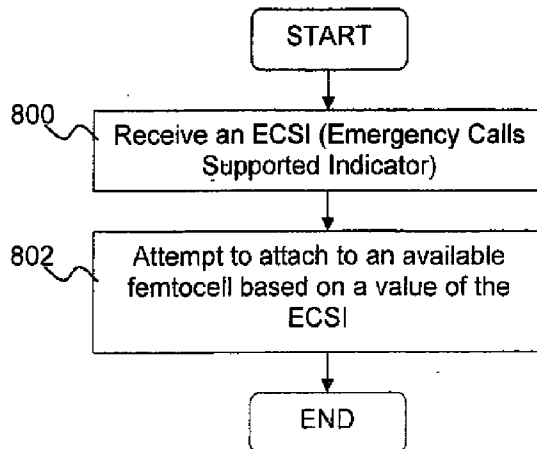 START
800
Receive an ECSI (Emergency Calls
Supported Indicator)
802
Attempt to attach to an available
femtocell based on a value of the
ECSI
END